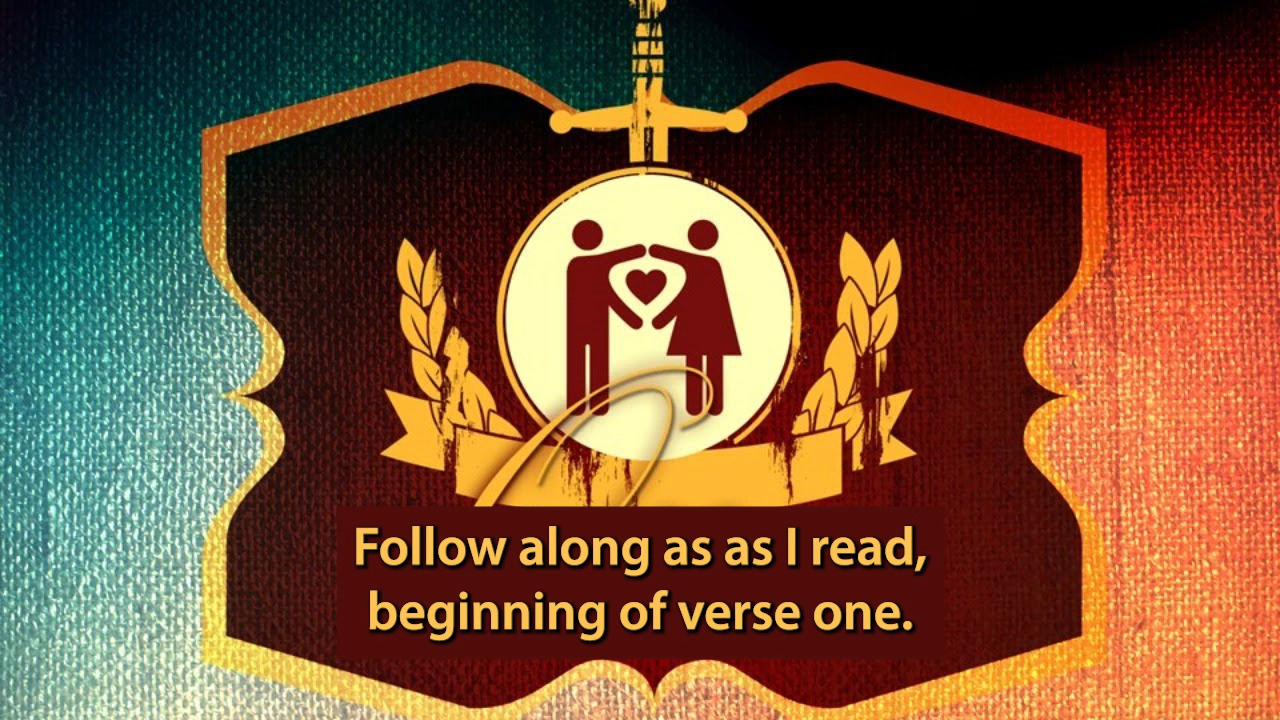 Follow along as as I read,
beginning of verse one.